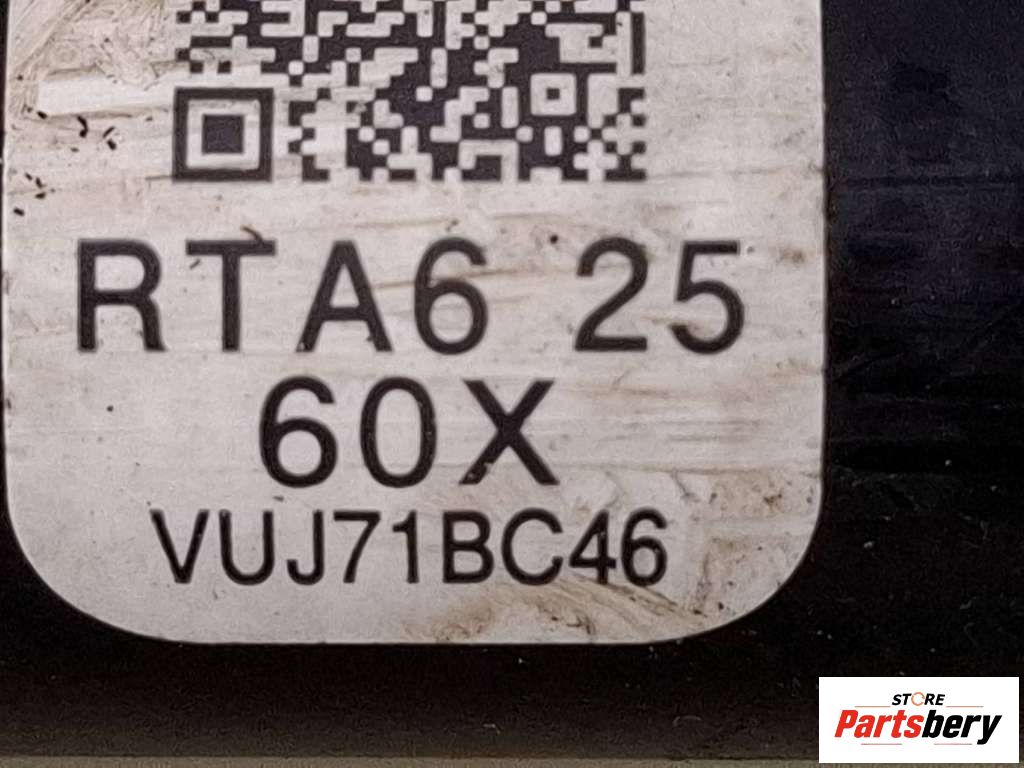 RTA6 25
60X
VUJ71BC46
STORE
Partsbery